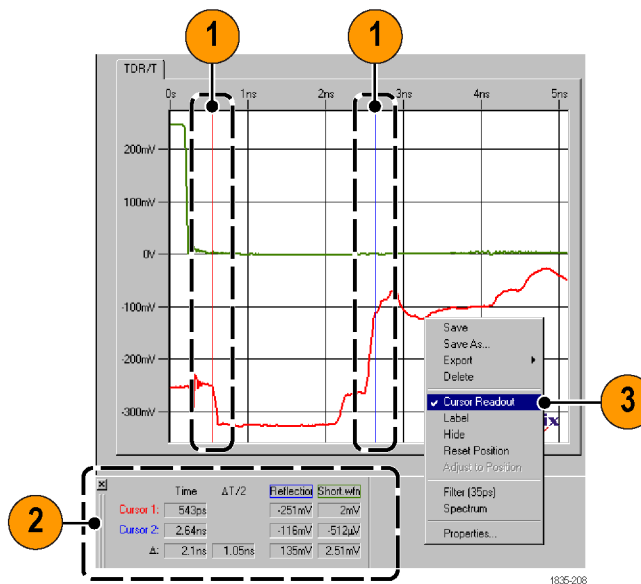 1 1
TDR/T
0s 1ns 2ns 3ns 4ns 5ns
200mV
100mV
0V
-100mV
-200mV
-300mV
Save
Save As...
Export
Delete
Cursor Readout
Label
Hide
Reset Position
Adjust to Position
Filter (35ps)
Spectrum
Properties...
ix
3
2
Time ΔT/2 Reflection Short.wfn
Cursor 1: 543ps -251mV 2mV
Cursor 2: 2.64ns -116mV -512µV
Δ: 2.1ns 1.05ns 135mV 2.51mV
1835-208